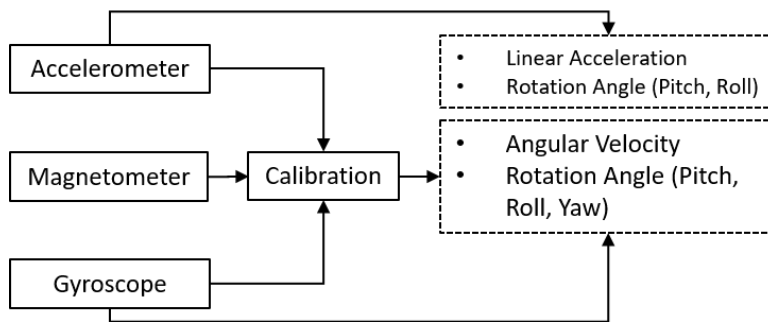 Accelerometer
• Linear Acceleration
• Rotation Angle (Pitch, Roll)
Magnetometer
Calibration
• Angular Velocity
• Rotation Angle (Pitch,
Roll, Yaw)
Gyroscope